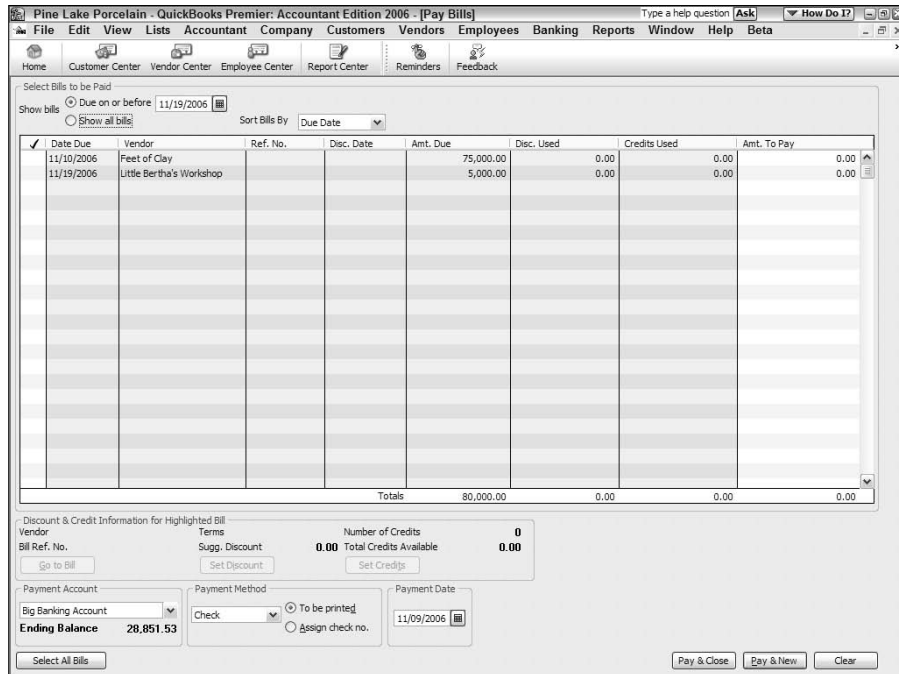 Pine Lake Porcelain - QuickBooks Premier: Accountant Edition 2006 - [Pay Bills] Type a help question Ask How Do I?
File Edit View Lists Accountant Company Customers Vendors Employees Banking Reports Window Help Beta
Home Customer Center Vendor Center Employee Center Report Center Reminders Feedback
Select Bills to be Paid
Show bills Due on or before 11/19/2006
Show all bills Sort Bills By Due Date
✓ Date Due Vendor Ref. No. Disc. Date Amt. Due Disc. Used Credits Used Amt. To Pay
11/10/2006 Feet of Clay 75,000.00 0.00 0.00 0.00
11/19/2006 Little Bertha's Workshop 5,000.00 0.00 0.00 0.00
Totals 80,000.00 0.00 0.00 0.00
Discount & Credit Information for Highlighted Bill
Vendor Terms Number of Credits 0
Bill Ref. No. Sugg. Discount 0.00 Total Credits Available 0.00
Go to Bill Set Discount Set Credits
Payment Account Payment Method Payment Date
Big Banking Account Check To be printed 11/09/2006
Ending Balance 28,851.53 Assign check no.
Select All Bills Pay & Close Pay & New Clear